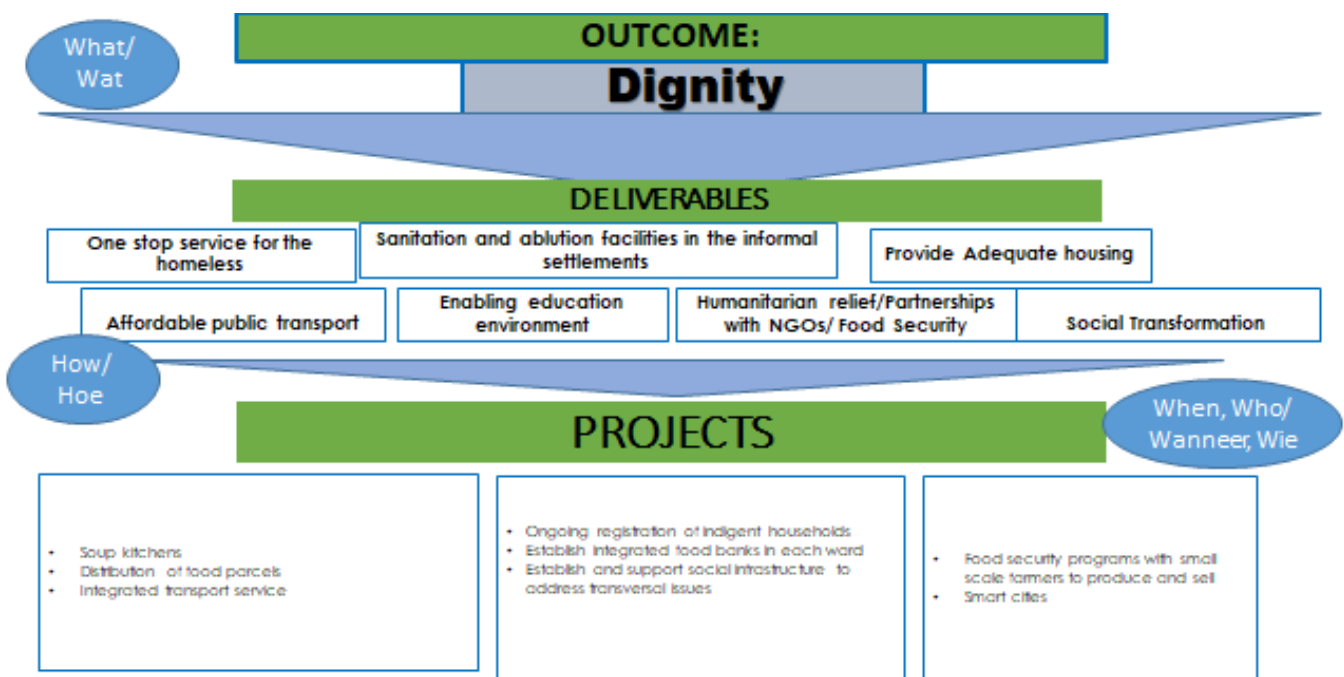 What/
Wat
OUTCOME:
Dignity
DELIVERABLES
One stop service for the
homeless
Sanitation and ablution facilities in the informal
settlements
Provide Adequate housing
Affordable public transport
Enabling education
environment
Humanitarian relief/Partnerships
with NGOs/ Food Security
Social Transformation
How/
Hoe
PROJECTS
When, Who/
Wanneer, Wie
• Soup kitchens
• Distribution of food parcels
• Integrated transport service
• Ongoing registration of indigent households
• Establish integrated food banks in each ward
• Establish and support social infrastructure to
address transversal issues
• Food security programs with small
scale farmers to produce and sell
• Smart cities